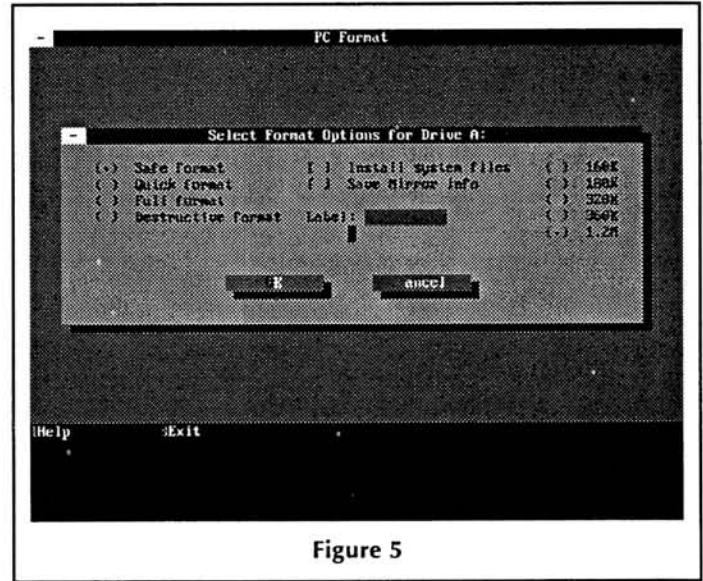 PC Format
Select Format Options for Drive A:
(·) Safe format
( ) Quick format
( ) Full format
( ) Destructive format
[ ] Install system files
[ ] Save Mirror info
Label:
( ) 160K
( ) 180K
( ) 320K
( ) 360K
(·) 1.2M
OK
ancel
Help
Exit
Figure 5